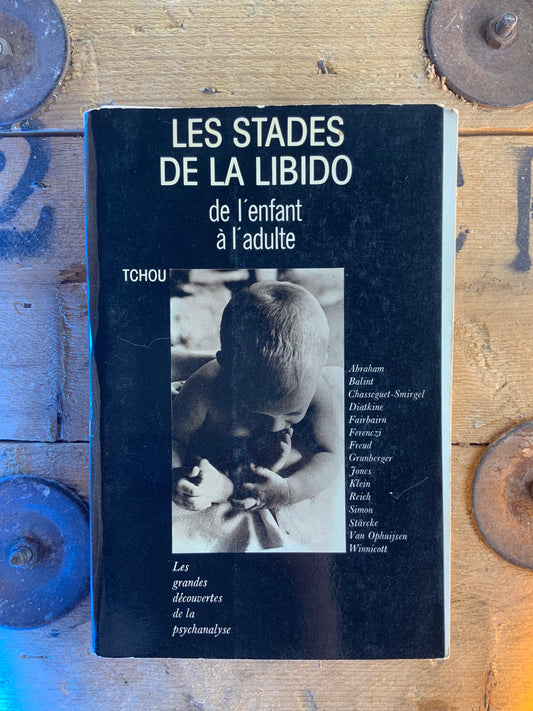 LES STADES
DE LA LIBIDO
de l'enfant
à l'adulte
TCHOU
Abraham
Balint
Chasseguet-Smirgel
Diatkine
Fairbairn
Ferenczi
Freud
Grunberger
Jones
Klein
Reich
Simon
Stärcke
Van Ophuijsen
Winnicott
Les
grandes
découvertes
de la
psychanalyse
2